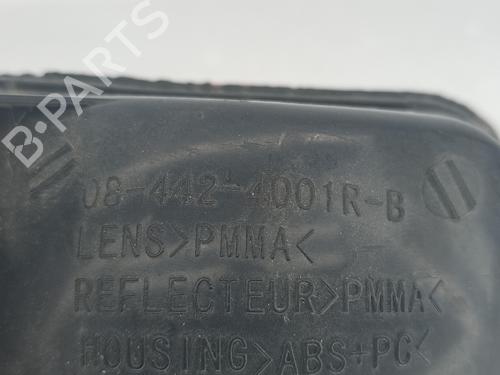 B-PARTS
08-442-4001R-B
LENS>PMMA<
REFLECTEUR>PMMA<
HOUSING>ABS+PC<